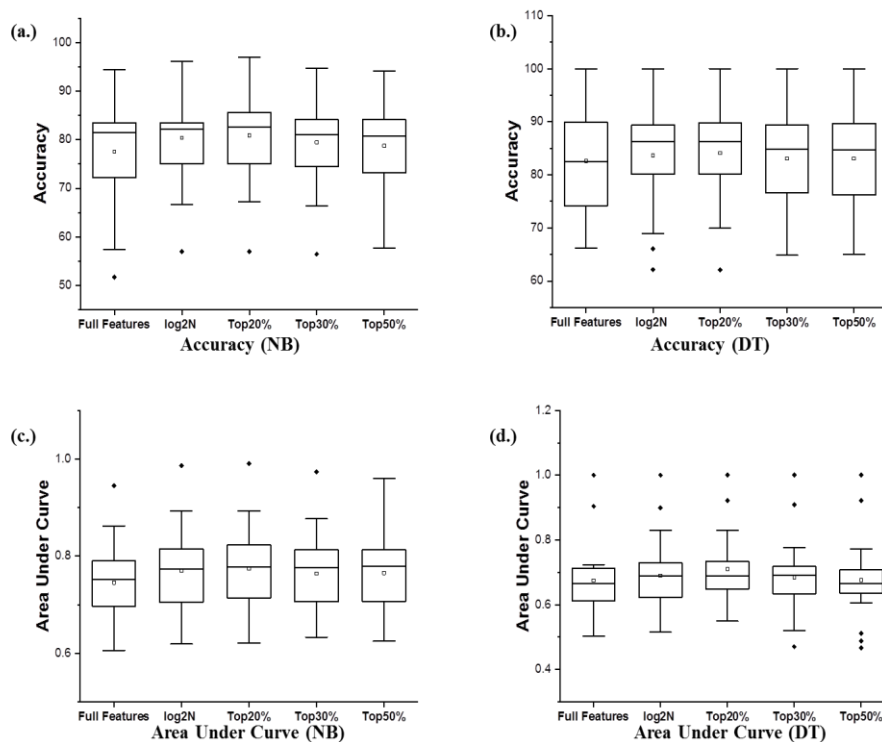 (a.)
Accuracy
100
90
80
70
60
50
Full Features log2N Top20% Top30% Top50%
Accuracy (NB)
(b.)
Accuracy
110
100
90
80
70
60
Full Features log2N Top20% Top30% Top50%
Accuracy (DT)
(c.)
Area Under Curve
1.0
0.8
0.6
Full Features log2N Top20% Top30% Top50%
Area Under Curve (NB)
(d.)
Area Under Curve
1.2
1.0
0.8
0.6
0.4
Full Features log2N Top20% Top30% Top50%
Area Under Curve (DT)